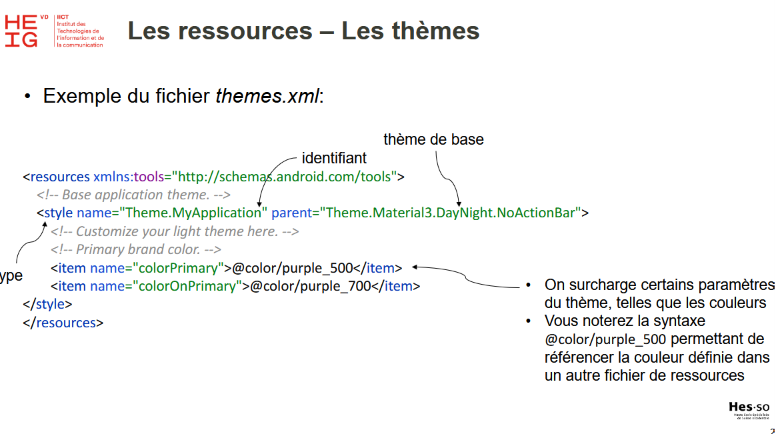 HE VD
IG
IICT
Institut des
Technologies de
l'Information et de
la communication
Les ressources – Les thèmes
• Exemple du fichier themes.xml:
thème de base
identifiant
<resources xmlns:tools="http://schemas.android.com/tools">
<!-- Base application theme. -->
<style name="Theme.MyApplication" parent="Theme.Material3.DayNight.NoActionBar">
<!-- Customize your light theme here. -->
<!-- Primary brand color. -->
ype
<item name="colorPrimary">@color/purple_500</item>
<item name="colorOnPrimary">@color/purple_700</item>
</style>
</resources>
• On surcharge certains paramètres
du thème, telles que les couleurs
• Vous noterez la syntaxe
@color/purple_500 permettant de
référencer la couleur définie dans
un autre fichier de ressources
Hes·so